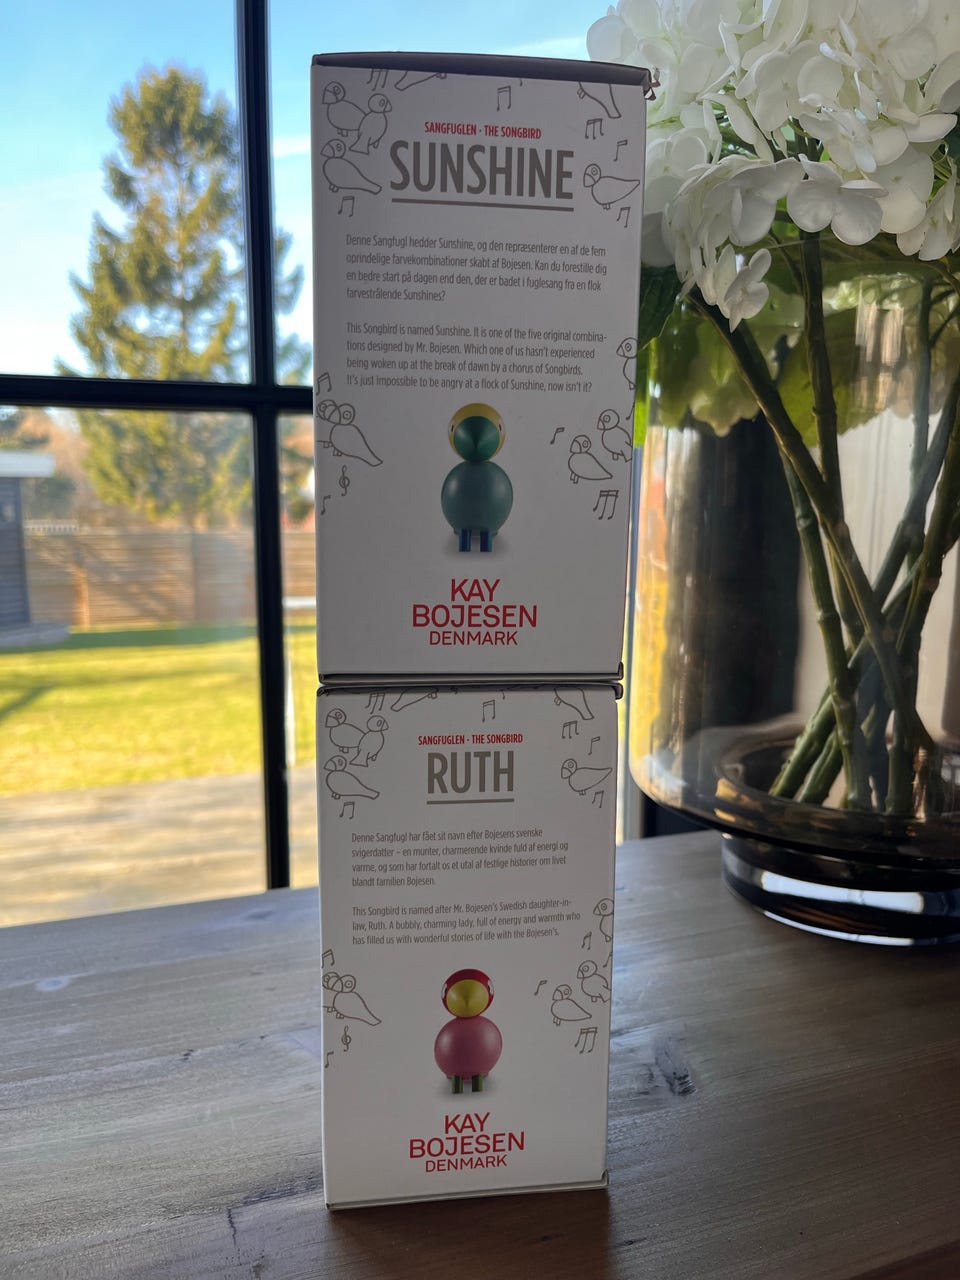 SANGFUGLEN · THE SONGBIRD
SUNSHINE
Denne Sangfugl hedder Sunshine, og den repræsenterer en af de fem
oprindelige farvekombinationer skabt af Bojesen. Kan du forestille dig
en bedre start på dagen end den, der er badet i fuglesang fra en flok
farvestrålende Sunshines?
This Songbird is named Sunshine. It is one of the five original combina-
tions designed by Mr. Bojesen. Which one of us hasn't experienced
being woken up at the break of dawn by a chorus of Songbirds.
It's just impossible to be angry at a flock of Sunshine, now isn't it?
KAY
BOJESEN
DENMARK
SANGFUGLEN · THE SONGBIRD
RUTH
Denne Sangfugl har fået sit navn efter Bojesens svenske
svigerdatter – en munter, charmerende kvinde fuld af energi og
varme, og som har fortalt os et utal af festlige historier om livet
blandt familien Bojesen.
This Songbird is named after Mr. Bojesen's Swedish daughter-in-
law, Ruth. A bubbly, charming lady, full of energy and warmth who
has filled us with wonderful stories of life with the Bojesen's.
KAY
BOJESEN
DENMARK